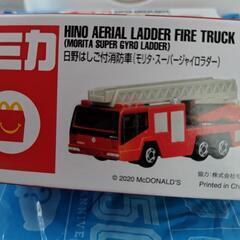 ミカ
HINO AERIAL LADDER FIRE TRUCK
(MORITA SUPER GYRO LADDER)
日野はしご付消防車(モリタ・スーパージャイロラダー)
© 2020 McDONALD'S
株式会社モ
Printed in Ch
50